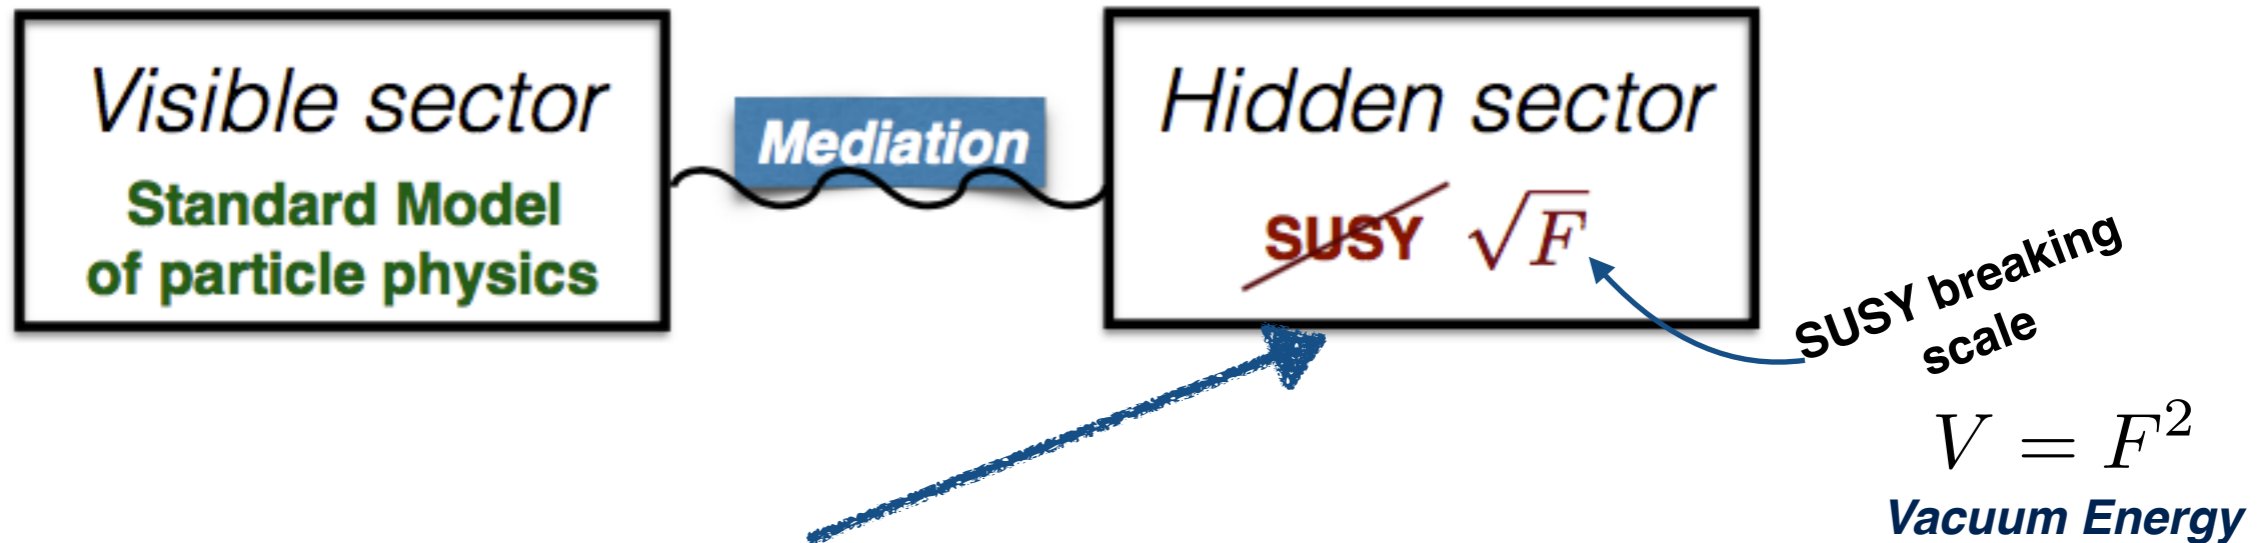 Visible sector
Standard Model
of particle physics
Mediation
Hidden sector
SUSY √F
SUSY breaking
scale
V = F²
Vacuum Energy